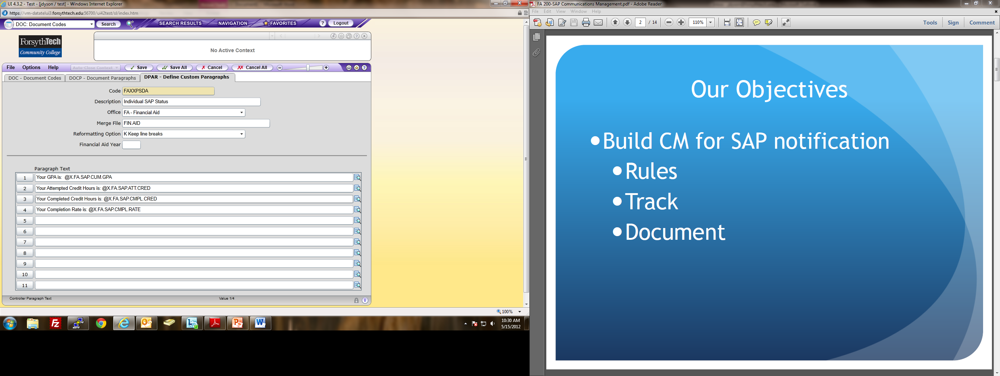 UI 4.3.2 - Test - [jdyson / test] - Windows Internet Explorer
https://vm-datatelui3.forsythtech.edu:56700/ui42test/sl/index.htm
DOC: Document Codes
Search
SEARCH RESULTS
NAVIGATION
FAVORITES
?
Logout
ForsythTech
Community College
No Active Context
File
Options
Help
Auto-Close Context
Save
Save All
Cancel
Cancel All
DOC - Document Codes
DOCP - Document Paragraphs
DPAR - Define Custom Paragraphs
Code FAXXPSDA
Description Individual SAP Status
Office FA - Financial Aid
Merge File FIN.AID
Reformatting Option K Keep line breaks
Financial Aid Year
Paragraph Text
1 Your GPA is:  @X.FA.SAP.CUM.GPA
2 Your Attempted Credit Hours is: @X.FA.SAP.ATT.CRED
3 Your Completed Credit Hours is: @X.FA.SAP.CMPL.CRED
4 Your Completion Rate is: @X.FA.SAP.CMPL.RATE
5
6
7
8
9
10
11
Controller Paragraph Text
Value 1/4
100%
10:30 AM
5/15/2012
FA 200-SAP Communications Management.pdf - Adobe Reader
File Edit View Window Help
2 / 14
110%
Tools
Sign
Comment
Our Objectives
•Build CM for SAP notification
•Rules
•Track
•Document